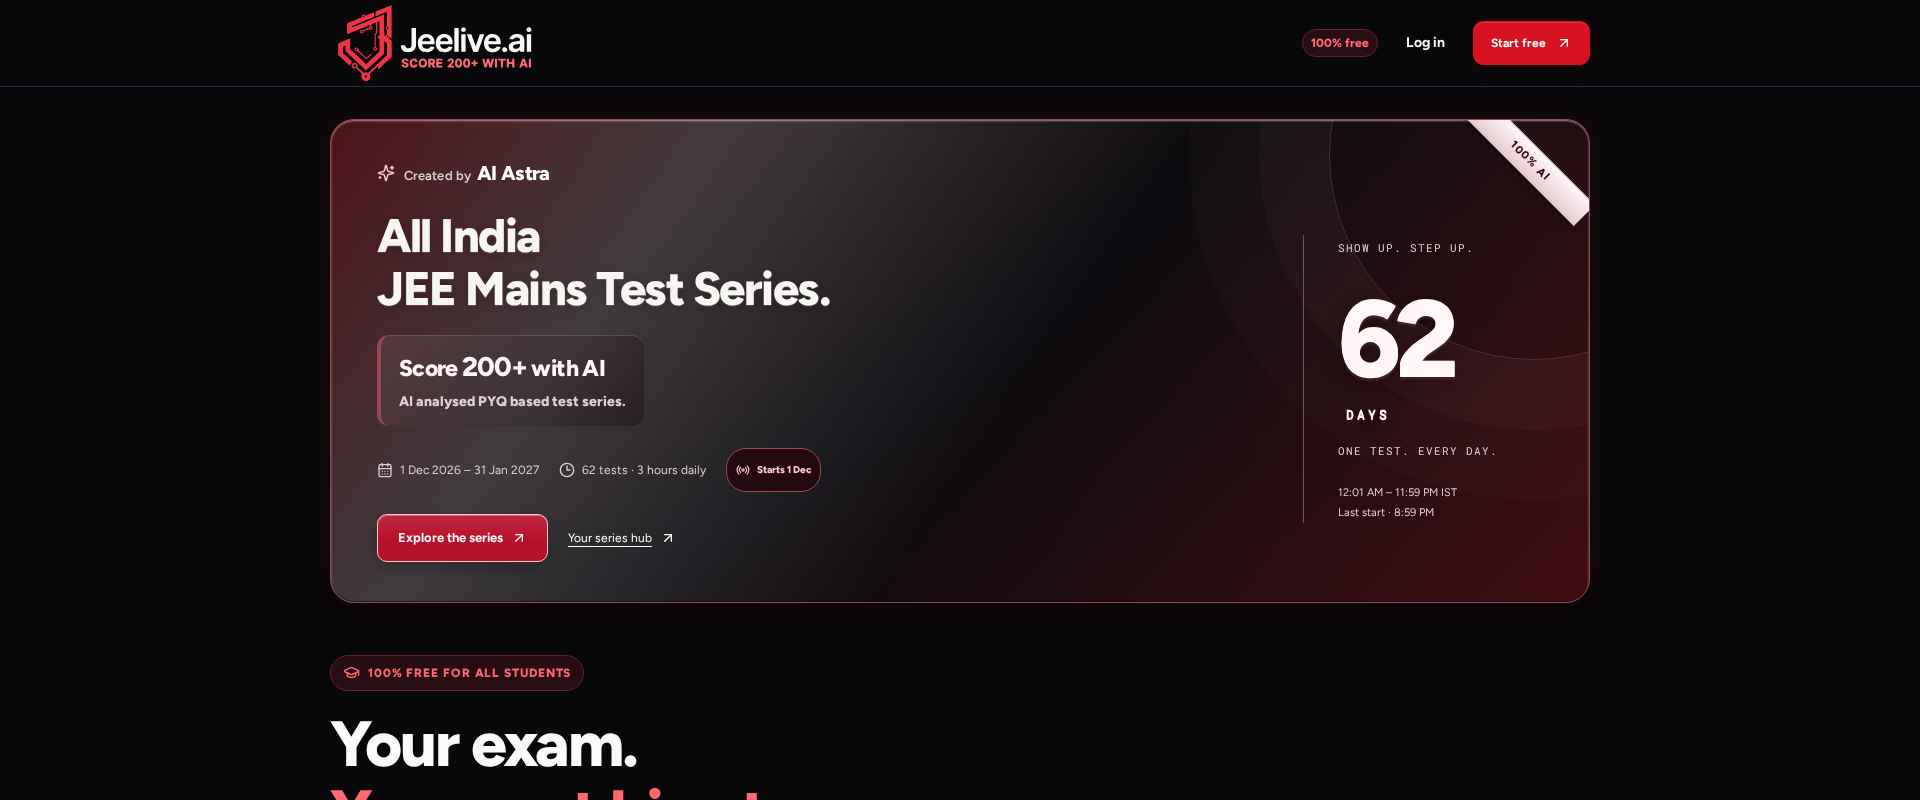 Jeelive.ai
SCORE 200+ WITH AI
100% free
Log in
Start free
Created by AI Astra
100% AI
All India
JEE Mains Test Series.
Score 200+ with AI
AI analysed PYQ based test series.
1 Dec 2026 – 31 Jan 2027
62 tests · 3 hours daily
Starts 1 Dec
Explore the series
Your series hub
SHOW UP. STEP UP.
62
DAYS
ONE TEST. EVERY DAY.
12:01 AM – 11:59 PM IST
Last start · 8:59 PM
100% FREE FOR ALL STUDENTS
Your exam.